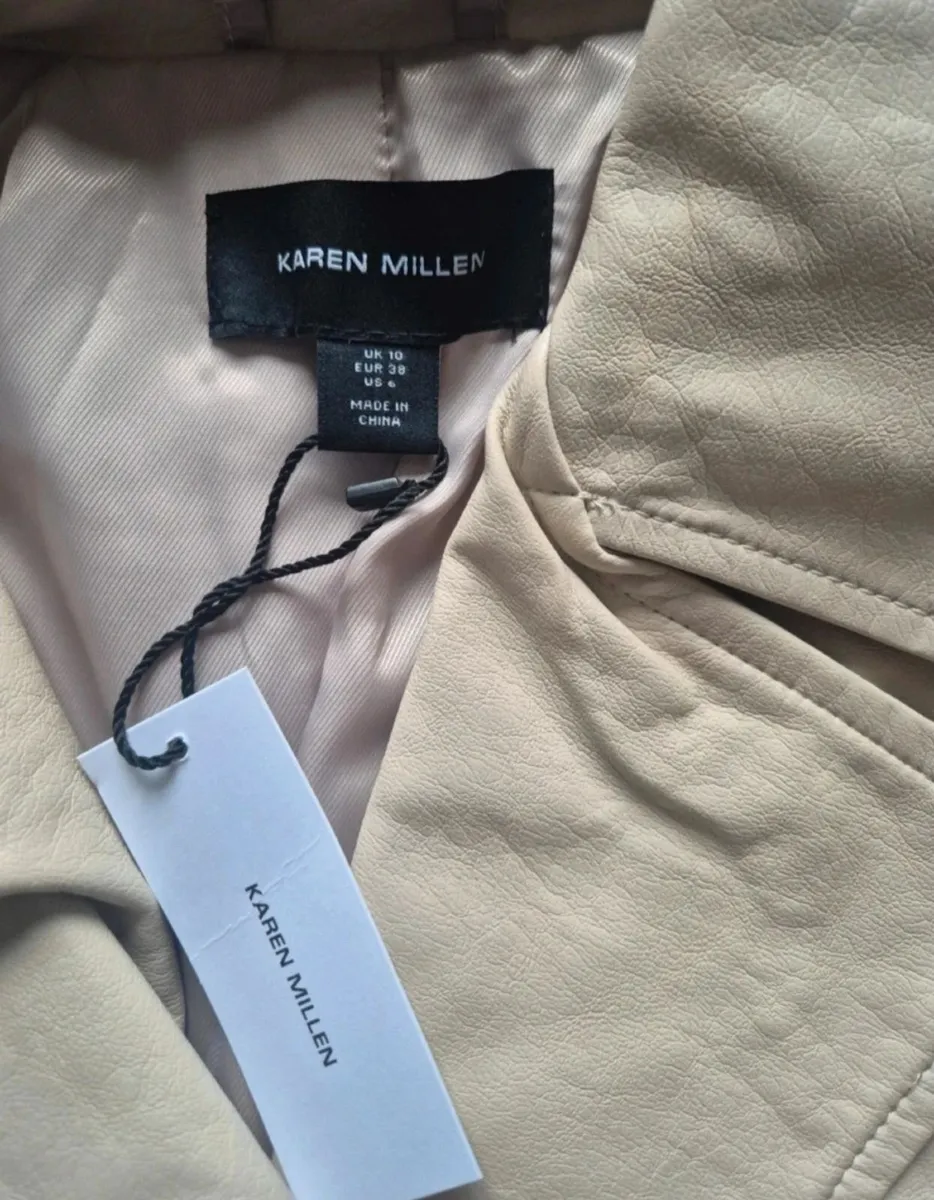 KAREN MILLEN
UK 10
EUR 38
US 6
MADE IN
CHINA
KAREN MILLEN